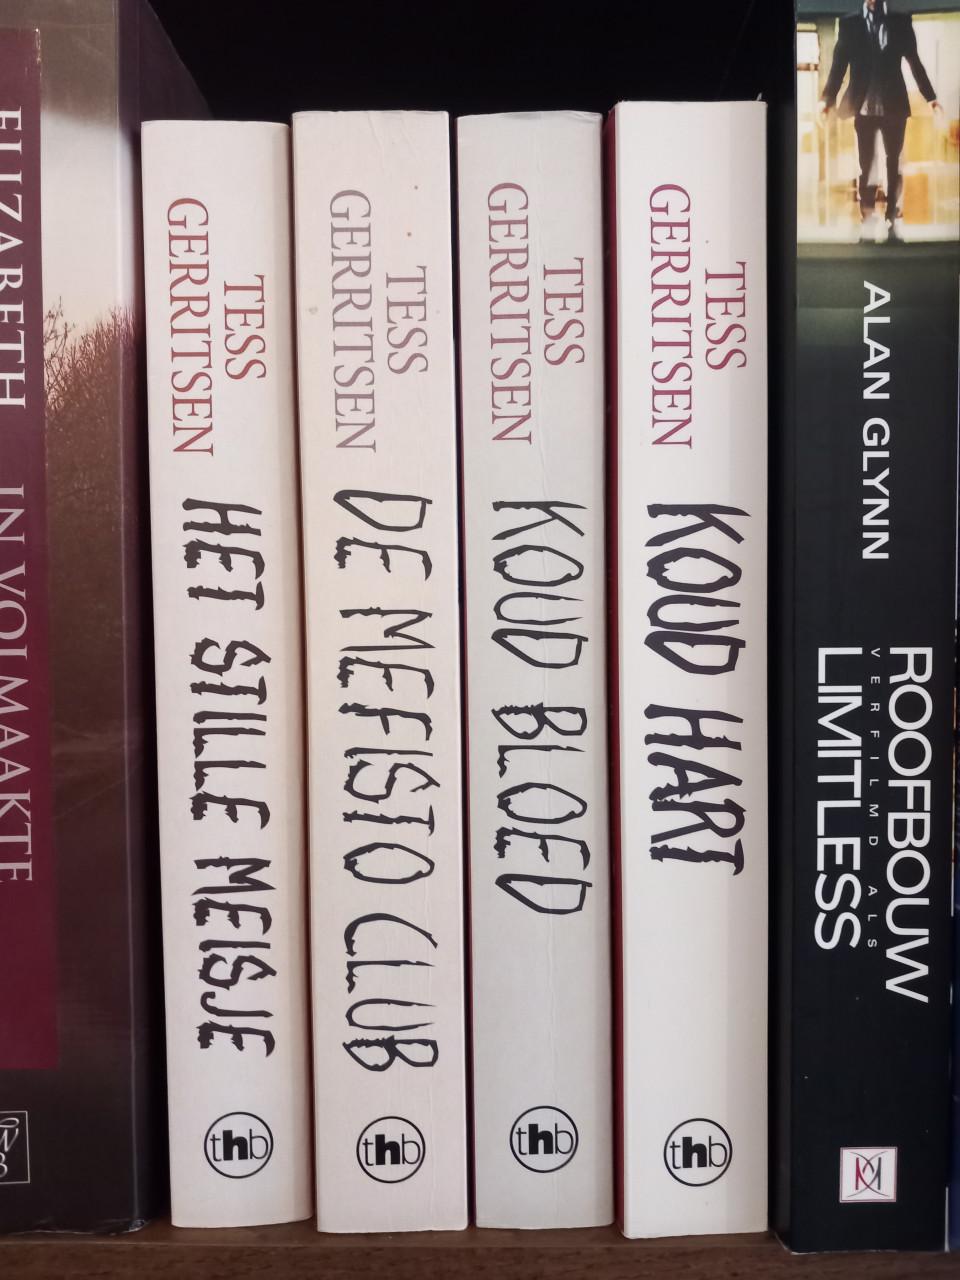 ELIZABETH
IN VOLMAAKTE
TESS
GERRITSEN
HET STILLE MEISJE
thb
TESS
GERRITSEN
DE MEFISTO CLUB
thb
TESS
GERRITSEN
KOUD BLOED
thb
TESS
GERRITSEN
KOUD HART
thb
ALAN GLYNN
ROOFBOUW
VERFILMD ALS
LIMITLESS